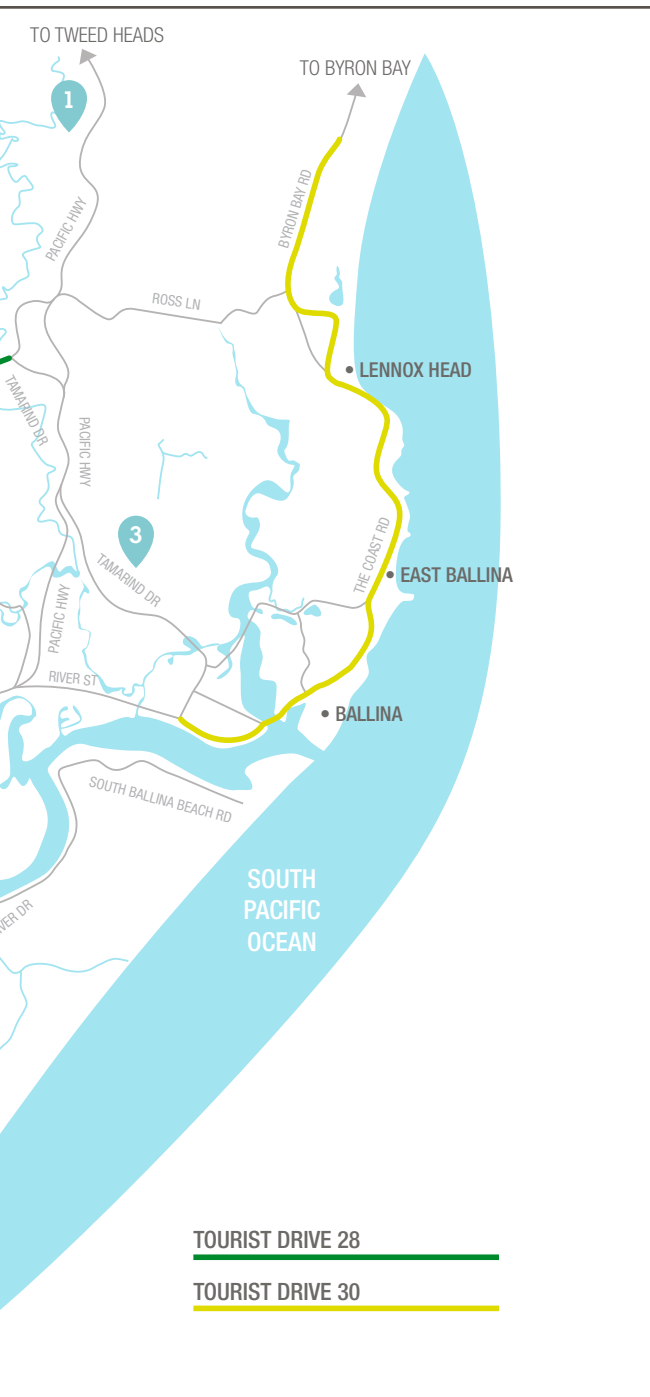 TO TWEED HEADS
TO BYRON BAY
1
BYRON BAY RD
PACIFIC HWY
ROSS LN
LENNOX HEAD
TAMARIND DR
PACIFIC HWY
3
THE COAST RD
TAMARIND DR
EAST BALLINA
PACIFIC HWY
RIVER ST
BALLINA
SOUTH BALLINA BEACH RD
SOUTH
PACIFIC
OCEAN
DR
TOURIST DRIVE 28
TOURIST DRIVE 30